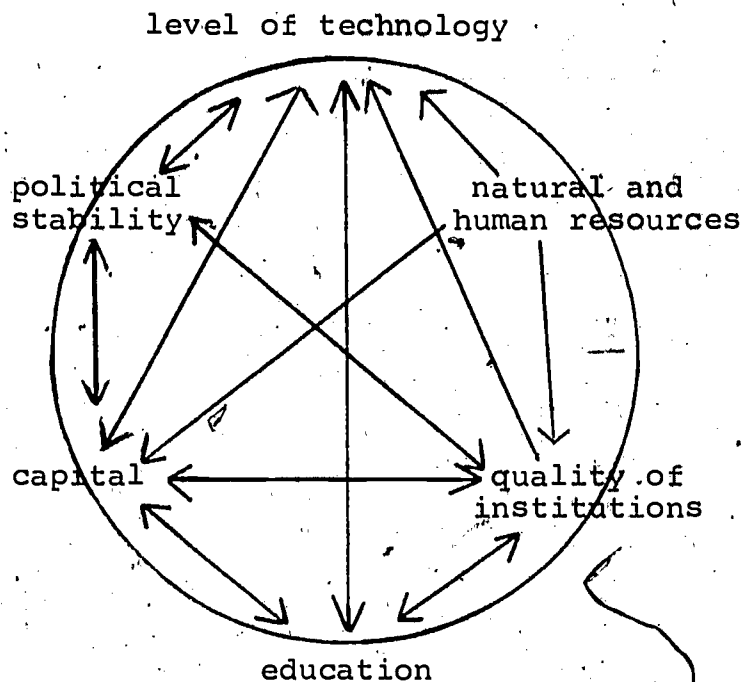 level of technology
political
stability
natural and
human resources
capital
quality of
institutions
education